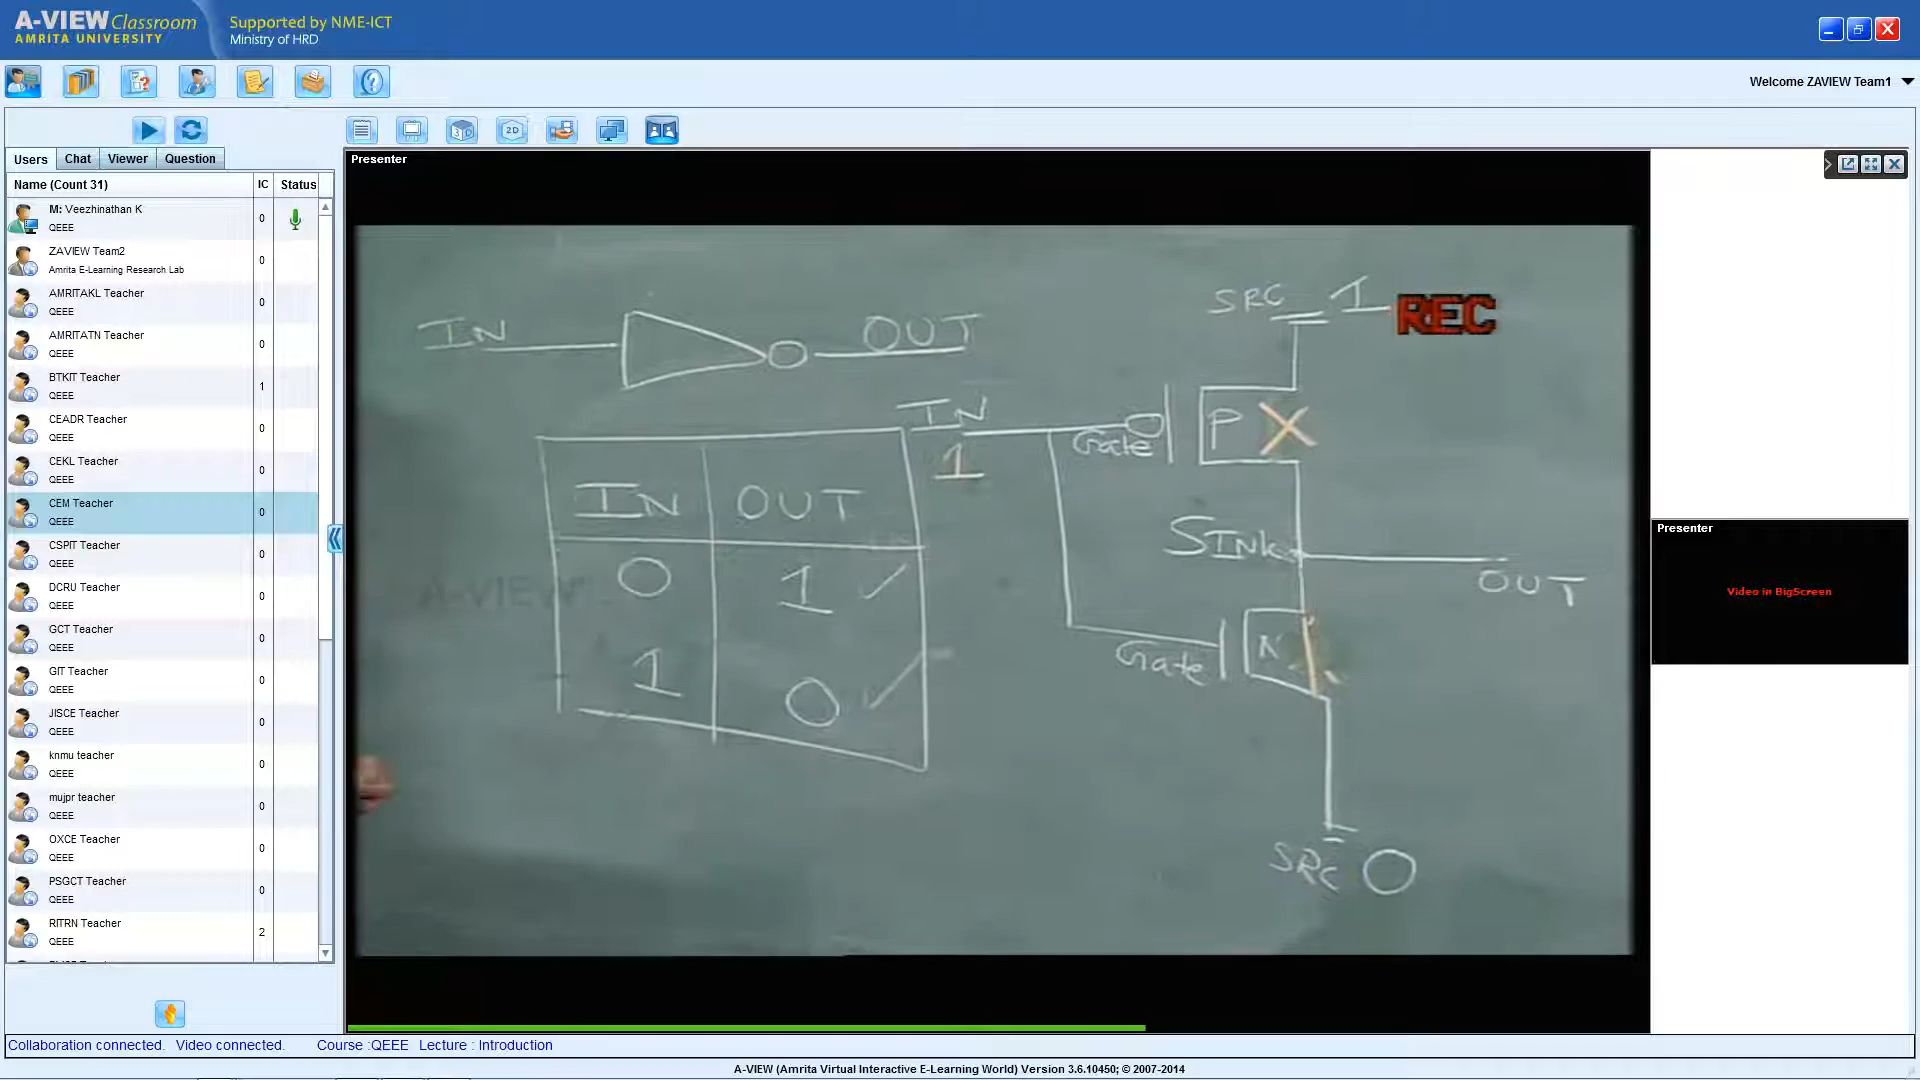 A-VIEW Classroom
AMRITA UNIVERSITY
Supported by NME-ICT
Ministry of HRD
Welcome ZAVIEW Team1
Users Chat Viewer Question
Name (Count 31) IC Status
M: Veezhinathan K
QEEE
0
ZAVIEW Team2
Amrita E-Learning Research Lab
0
AMRITAKL Teacher
QEEE
0
AMRITATN Teacher
QEEE
0
BTKIT Teacher
QEEE
1
CEADR Teacher
QEEE
0
CEKL Teacher
QEEE
0
CEM Teacher
QEEE
0
CSPIT Teacher
QEEE
0
DCRU Teacher
QEEE
0
GCT Teacher
QEEE
0
GIT Teacher
QEEE
0
JISCE Teacher
QEEE
0
knmu teacher
QEEE
0
mujpr teacher
QEEE
0
OXCE Teacher
QEEE
0
PSGCT Teacher
QEEE
0
RITRN Teacher
QEEE
2
3D
2D
Presenter
SRC 1 REC
IN OUT
IN
1
Gate P X
IN OUT
0 1 ✓
1 0 ✓
A-VIEW
SINK
OUT
Gate N
SRC 0
Presenter
Video in BigScreen
Collaboration connected. Video connected. Course :QEEE Lecture : Introduction
A-VIEW (Amrita Virtual Interactive E-Learning World) Version 3.6.10450; © 2007-2014